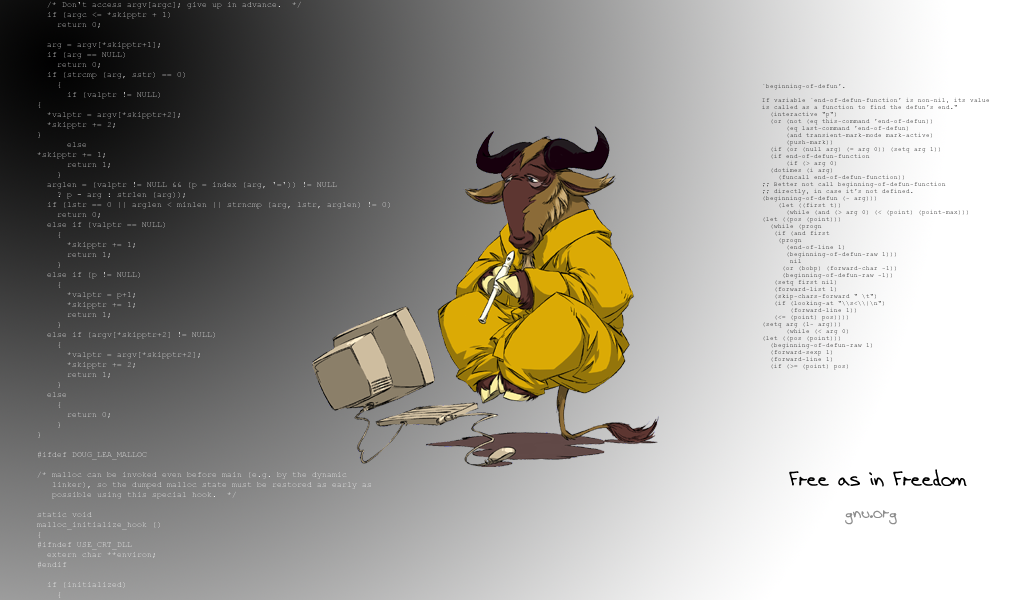 /* Don't access argv[argc]; give up in advance.  */
if (argc <= *skipptr + 1)
return 0;
arg = argv[*skipptr+1];
if (arg == NULL)
return 0;
if (strcmp (arg, sstr) == 0)
{
if (valptr != NULL)
{
*valptr = argv[*skipptr+2];
*skipptr += 2;
}
else
*skipptr += 1;
return 1;
}
arglen = (valptr != NULL && (p = index (arg, '=')) != NULL
? p - arg : strlen (arg));
if (lstr == 0 || arglen < minlen || strncmp (arg, lstr, arglen) != 0)
return 0;
else if (valptr == NULL)
{
*skipptr += 1;
return 1;
}
else if (p != NULL)
{
*valptr = p+1;
*skipptr += 1;
return 1;
}
else if (argv[*skipptr+2] != NULL)
{
*valptr = argv[*skipptr+2];
*skipptr += 2;
return 1;
}
else
{
return 0;
}
}
#ifdef DOUG_LEA_MALLOC
/* malloc can be invoked even before main (e.g. by the dynamic
linker), so the dumped malloc state must be restored as early as
possible using this special hook.  */
static void
malloc_initialize_hook ()
{
#ifndef USE_CRT_DLL
extern char **environ;
#endif
if (initialized)
{
`beginning-of-defun'.
If variable `end-of-defun-function' is non-nil, its value
is called as a function to find the defun's end."
(interactive "p")
(or (not (eq this-command 'end-of-defun))
(eq last-command 'end-of-defun)
(and transient-mark-mode mark-active)
(push-mark))
(if (or (null arg) (= arg 0)) (setq arg 1))
(if end-of-defun-function
(if (> arg 0)
(dotimes (i arg)
(funcall end-of-defun-function))
;; Better not call beginning-of-defun-function
;; directly, in case it's not defined.
(beginning-of-defun (- arg)))
(let ((first t))
(while (and (> arg 0) (< (point) (point-max)))
(let ((pos (point)))
(while (progn
(if (and first
(progn
(end-of-line 1)
(beginning-of-defun-raw 1)))
nil
(or (bobp) (forward-char -1))
(beginning-of-defun-raw -1))
(setq first nil)
(forward-list 1)
(skip-chars-forward " \t")
(if (looking-at "\\s<\\|\n")
(forward-line 1))
(<= (point) pos))))
(setq arg (1- arg)))
(while (< arg 0)
(let ((pos (point)))
(beginning-of-defun-raw 1)
(forward-sexp 1)
(forward-line 1)
(if (>= (point) pos)
Free as in Freedom
gnu.org